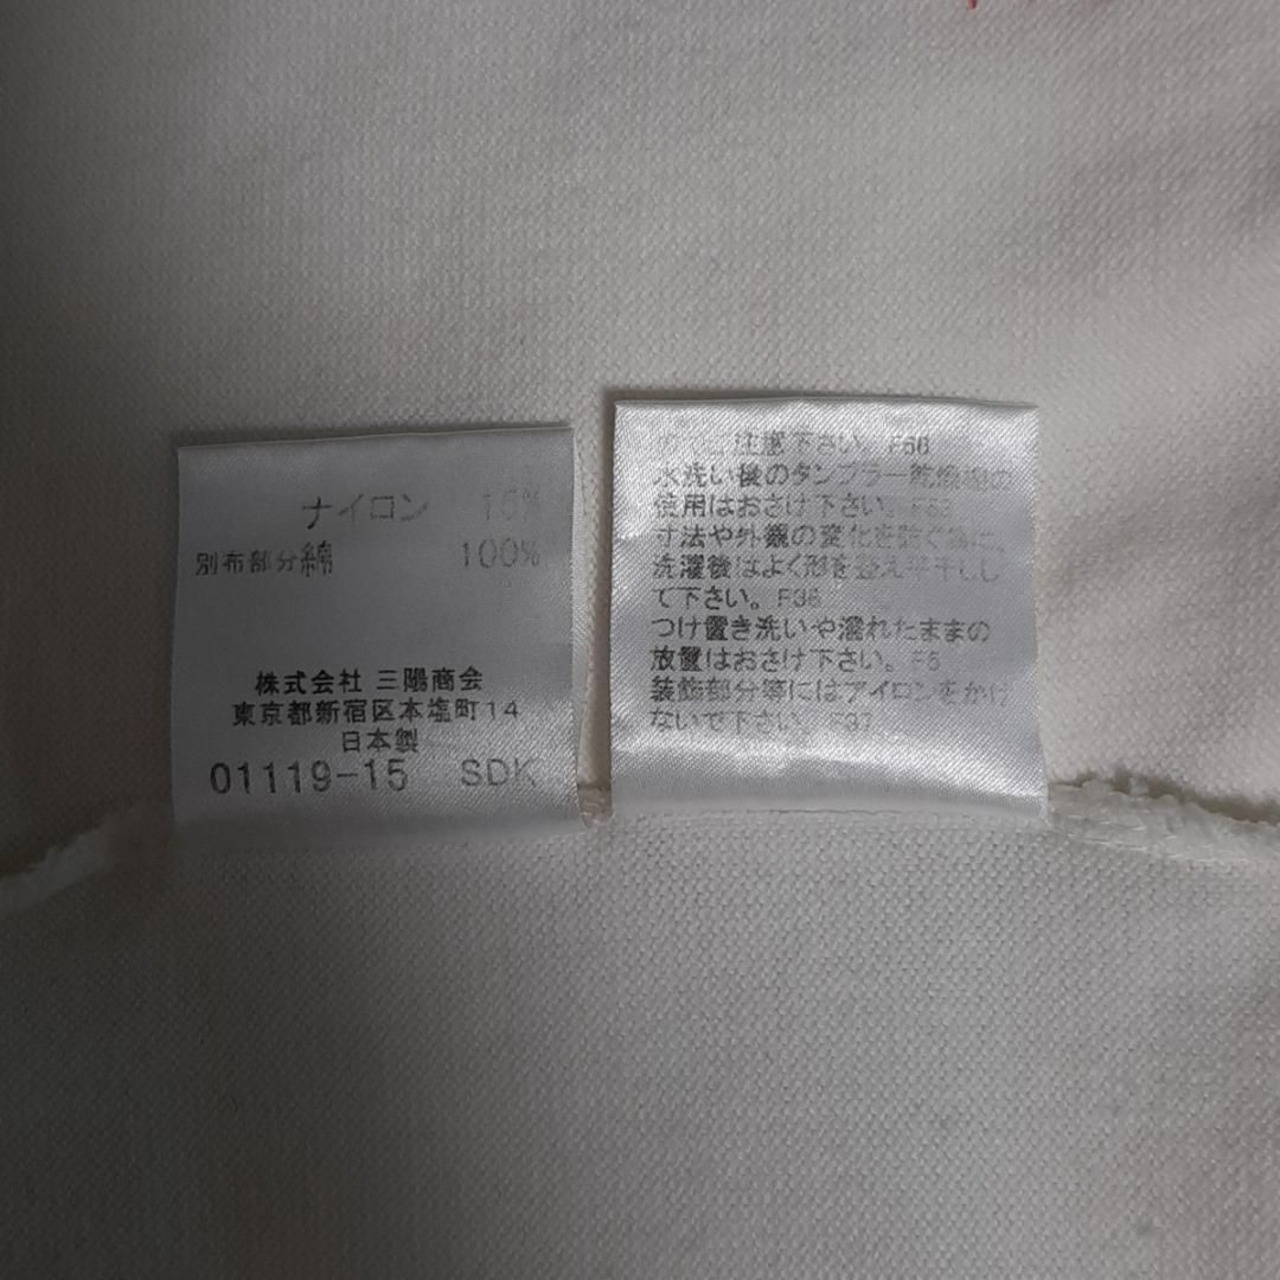 ナイロン
別布部分綿 100%
株式会社 三陽商会
東京都新宿区本塩町14
日本製
01119-15 SDK
下さい。F66
水洗い後のタンブラー乾燥機の
使用はおさけ下さい。
寸法や外観の変化を防ぐ為に、
洗濯後はよく形を整え平干しし
て下さい。F36
つけ置き洗いや濡れたままの
放置はおさけ下さい。F5
装飾部分等にはアイロンをかけ
ないで下さい。F37